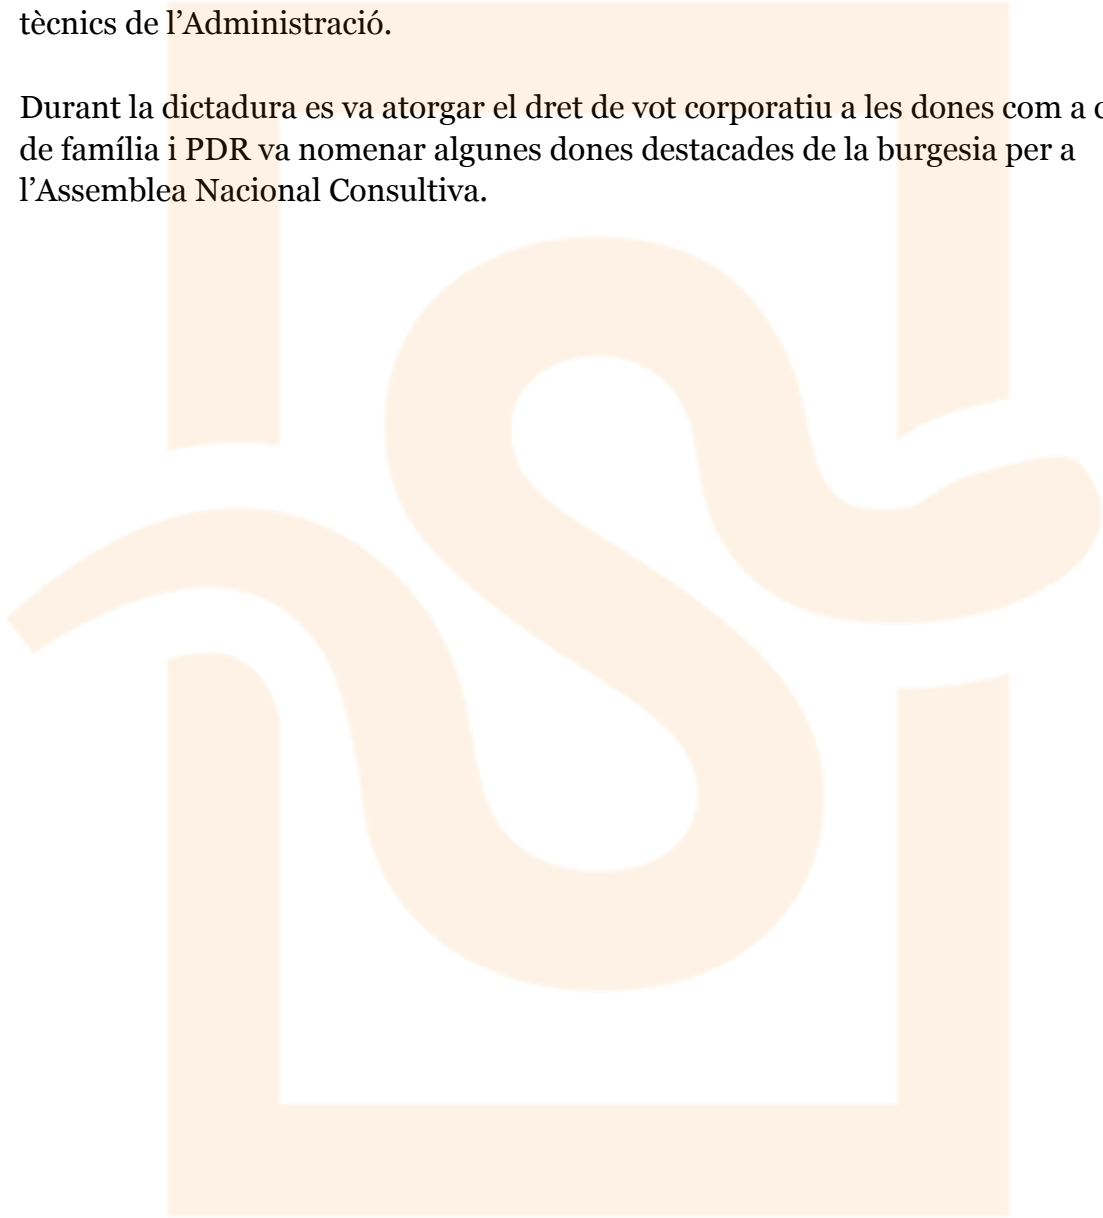 tècnics de l’Administració.
Durant la dictadura es va atorgar el dret de vot corporatiu a les dones com a
de família i PDR va nomenar algunes dones destacades de la burgesia per a
l’Assemblea Nacional Consultiva.